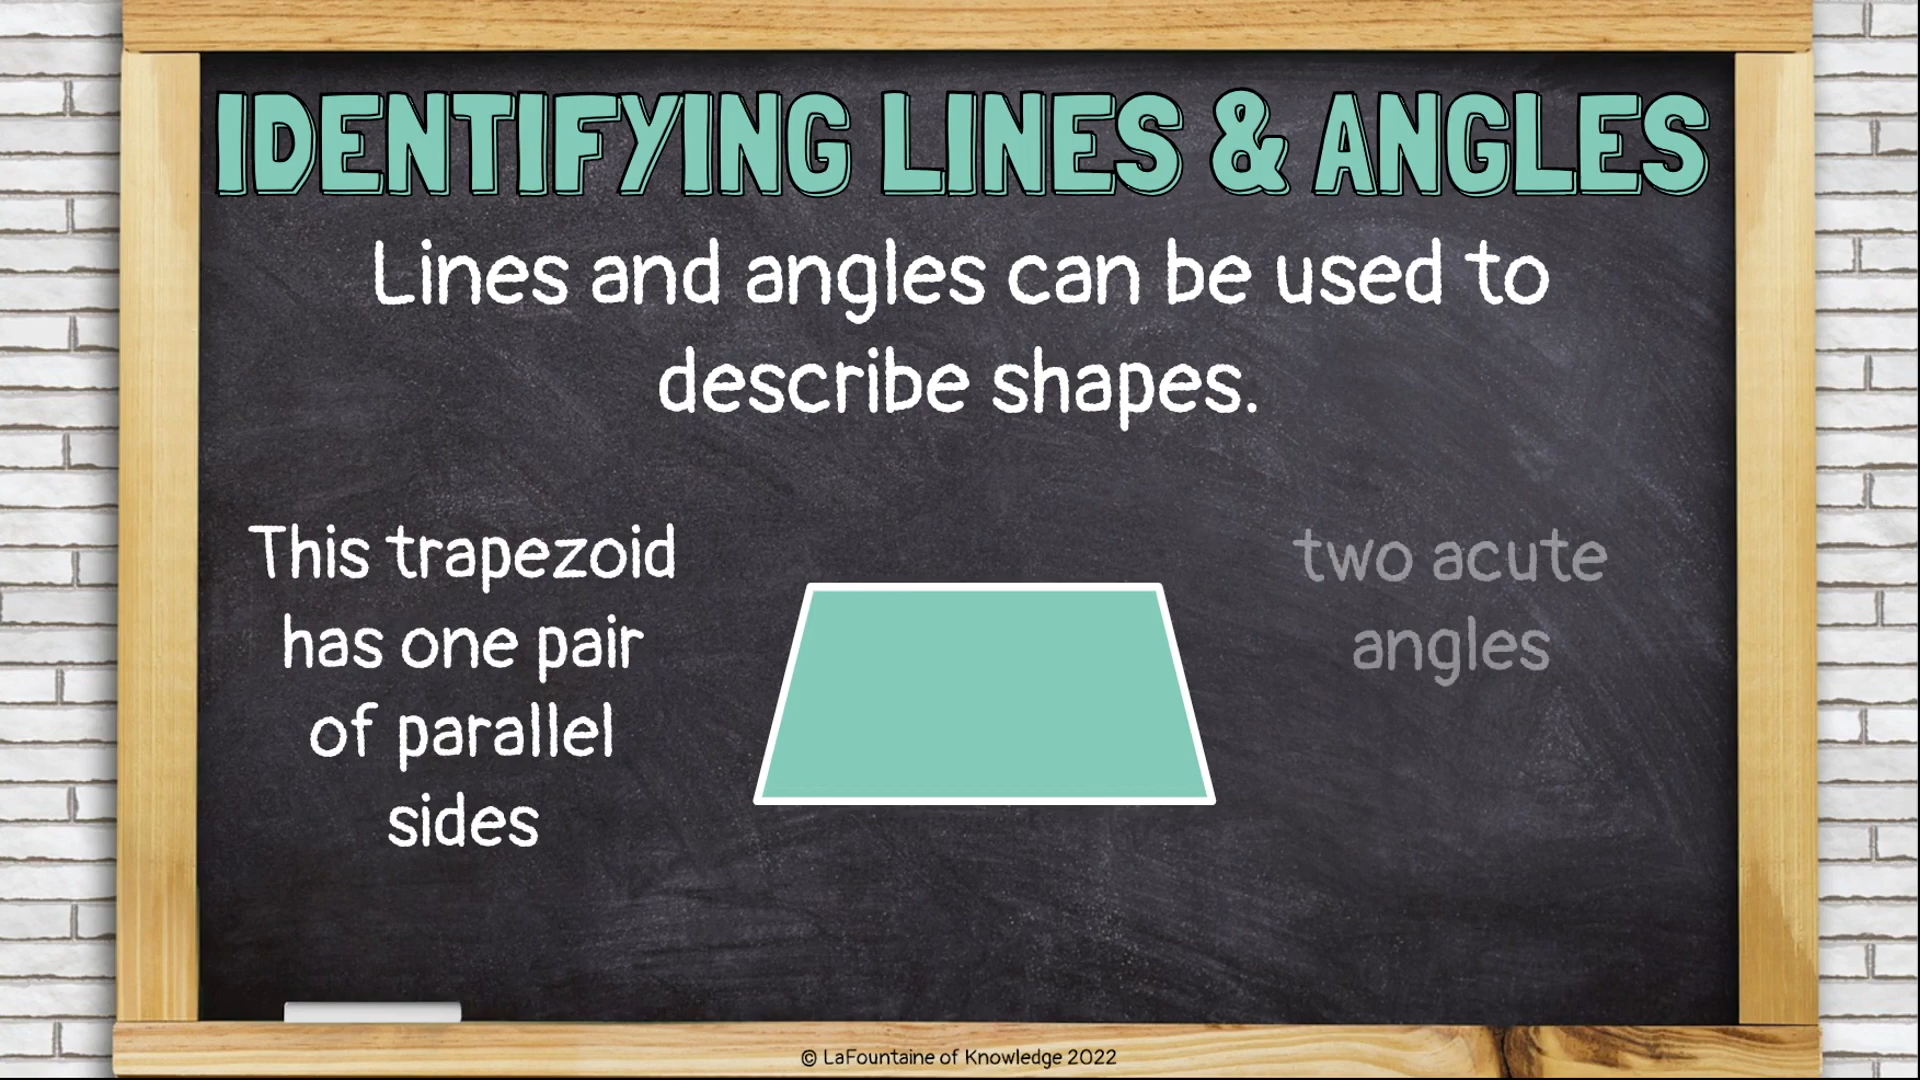 IDENTIFYING LINES & ANGLES
Lines and angles can be used to
describe shapes.
This trapezoid
has one pair
of parallel
sides
two acute
angles
© LaFountaine of Knowledge 2022